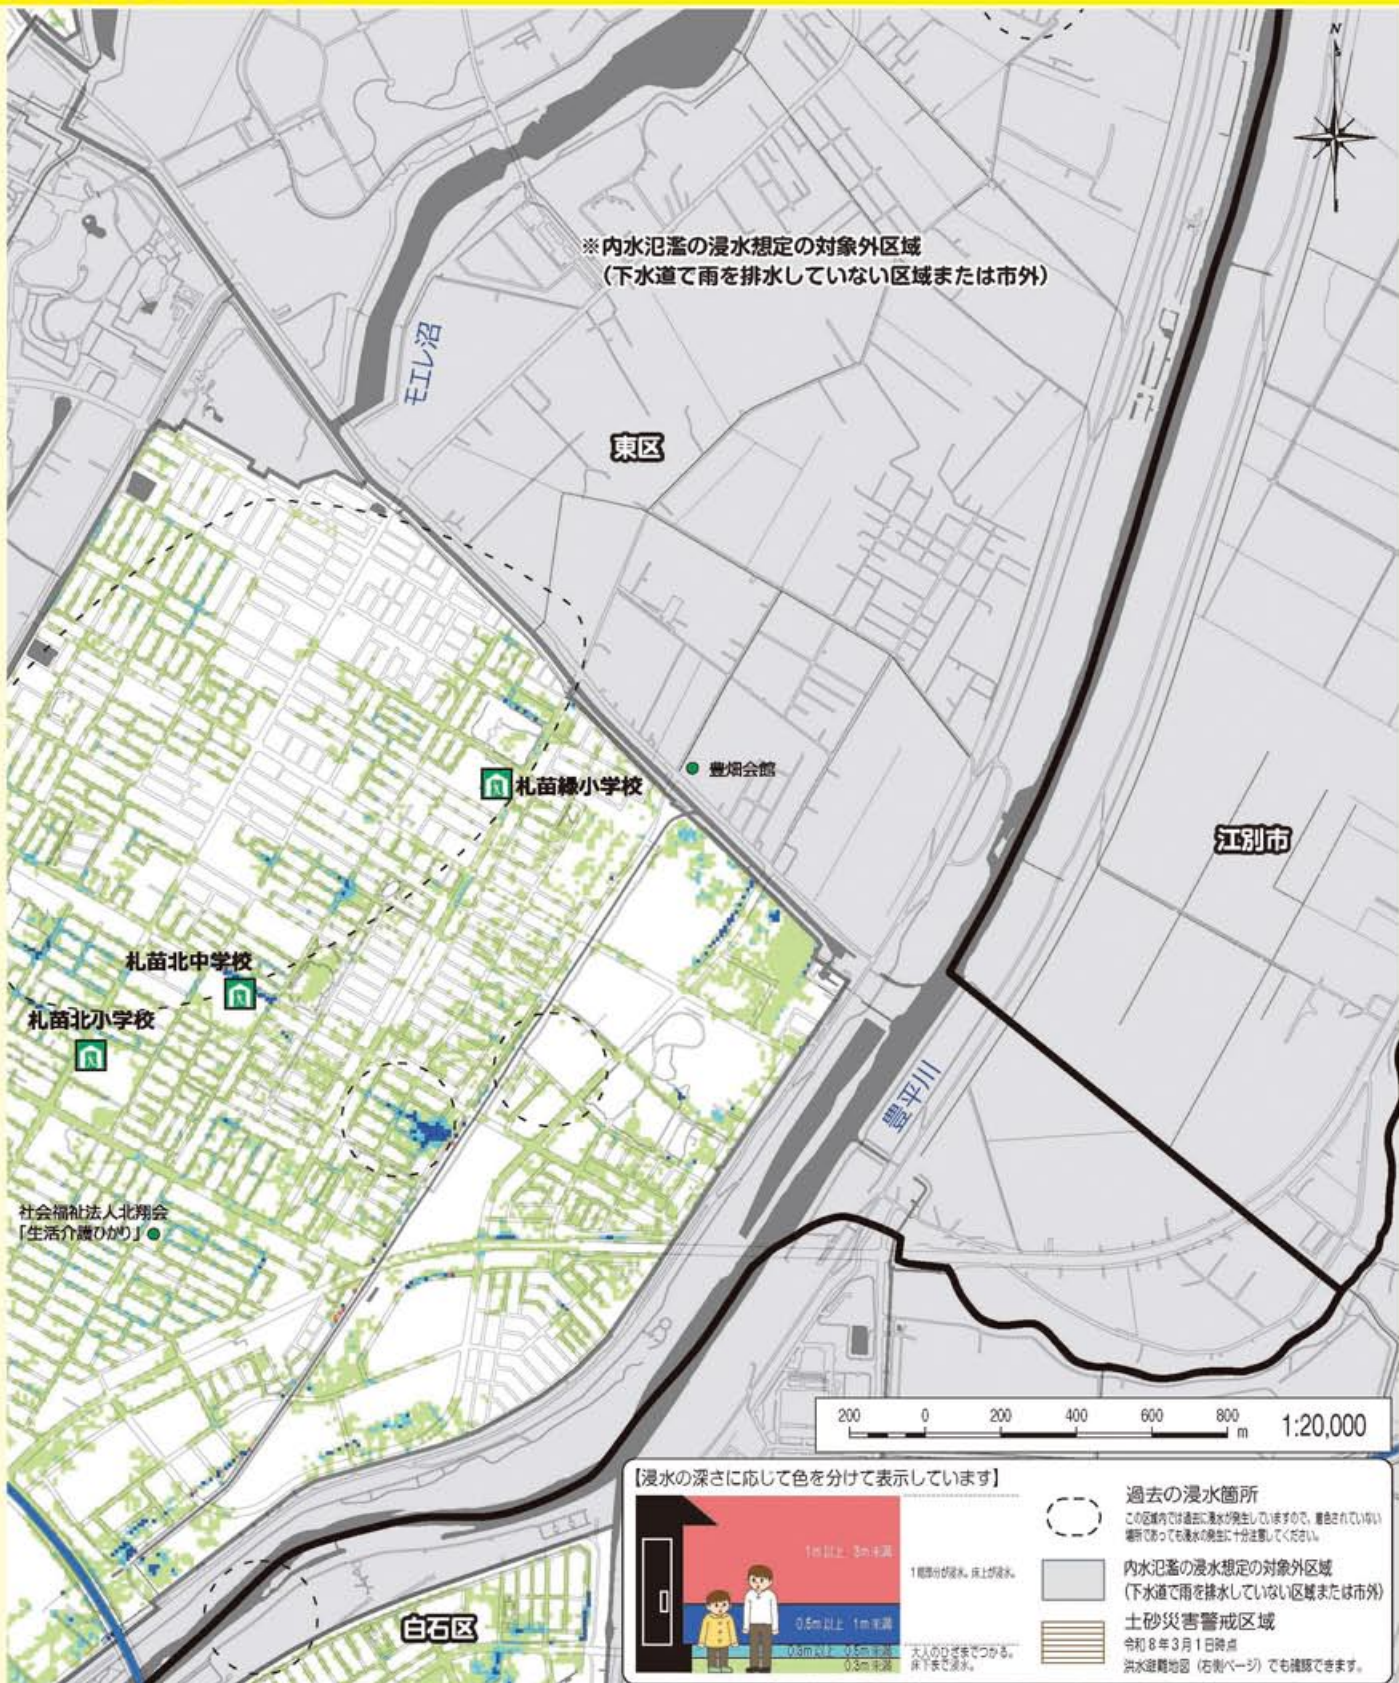 N
※内水氾濫の浸水想定の対象外区域
（下水道で雨を排水していない区域または市外）
モエレ沼
東区
豊畑会館
札苗緑小学校
江別市
札苗北中学校
札苗北小学校
豊平川
社会福祉法人北翔会
「生活介護ひかり」
200 0 200 400 600 800 m 1:20,000
【浸水の深さに応じて色を分けて表示しています】
1m以上 3m未満
1階部分が浸水。床上が浸水。
0.5m以上 1m未満
0.3m以上 0.5m未満
0.3m未満
大人のひざまでつかる。
床下まで浸水。
過去の浸水箇所
この区域内では過去に浸水が発生していますので、着色されていない
場所であっても浸水の発生に十分注意してください。
内水氾濫の浸水想定の対象外区域
（下水道で雨を排水していない区域または市外）
土砂災害警戒区域
令和8年3月1日時点
洪水避難地図（右側ページ）でも確認できます。
白石区